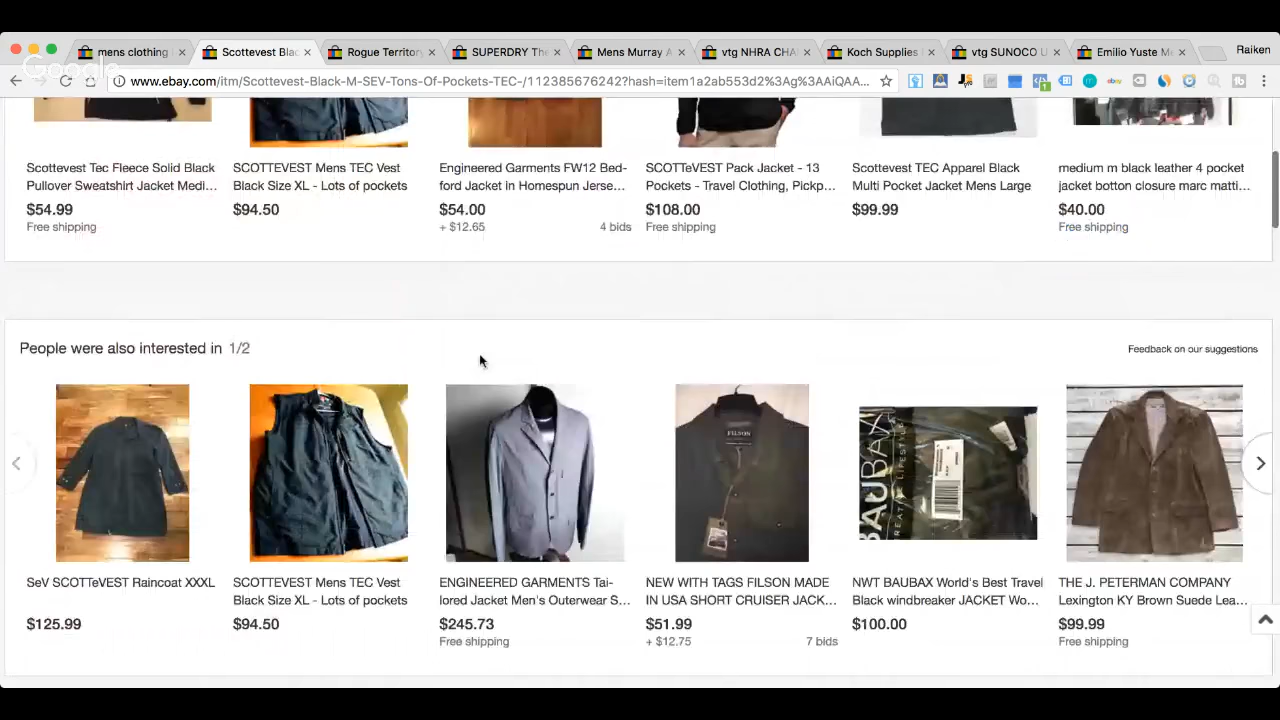 mens clothing
Scottevest Blac
Rogue Territory
SUPERDRY The
Mens Murray A
vtg NHRA CHA
Koch Supplies
vtg SUNOCO U
Emilio Yuste Me
Raiken
Google
www.ebay.com/itm/Scottevest-Black-M-SEV-Tons-Of-Pockets-TEC-/112385676242?hash=item1a2ab553d2%3Ag%3AAiQAA...
Scottevest Tec Fleece Solid Black
Pullover Sweatshirt Jacket Medi...
$54.99
Free shipping
SCOTTEVEST Mens TEC Vest
Black Size XL - Lots of pockets
$94.50
Engineered Garments FW12 Bed-
ford Jacket in Homespun Jerse...
$54.00
+ $12.65 4 bids
SCOTTeVEST Pack Jacket - 13
Pockets - Travel Clothing, Pickp...
$108.00
Free shipping
Scottevest TEC Apparel Black
Multi Pocket Jacket Mens Large
$99.99
medium m black leather 4 pocket
jacket botton closure marc matti...
$40.00
Free shipping
People were also interested in 1/2
Feedback on our suggestions
FILSON
BAUBAX
SeV SCOTTeVEST Raincoat XXXL
$125.99
SCOTTEVEST Mens TEC Vest
Black Size XL - Lots of pockets
$94.50
ENGINEERED GARMENTS Tai-
lored Jacket Men's Outerwear S...
$245.73
Free shipping
NEW WITH TAGS FILSON MADE
IN USA SHORT CRUISER JACK...
$51.99
+ $12.75 7 bids
NWT BAUBAX World's Best Travel
Black windbreaker JACKET Wo...
$100.00
THE J. PETERMAN COMPANY
Lexington KY Brown Suede Lea...
$99.99
Free shipping